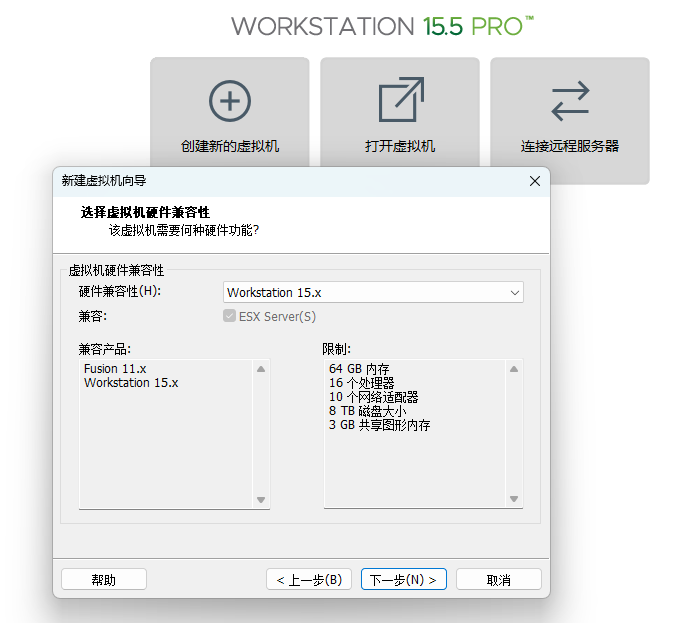 WORKSTATION 15.5 PRO™
创建新的虚拟机
打开虚拟机
连接远程服务器
新建虚拟机向导
选择虚拟机硬件兼容性
该虚拟机需要何种硬件功能?
虚拟机硬件兼容性
硬件兼容性(H):
Workstation 15.x
兼容:
ESX Server(S)
兼容产品:
Fusion 11.x
Workstation 15.x
限制:
64 GB 内存
16 个处理器
10 个网络适配器
8 TB 磁盘大小
3 GB 共享图形内存
帮助
< 上一步(B)
下一步(N) >
取消